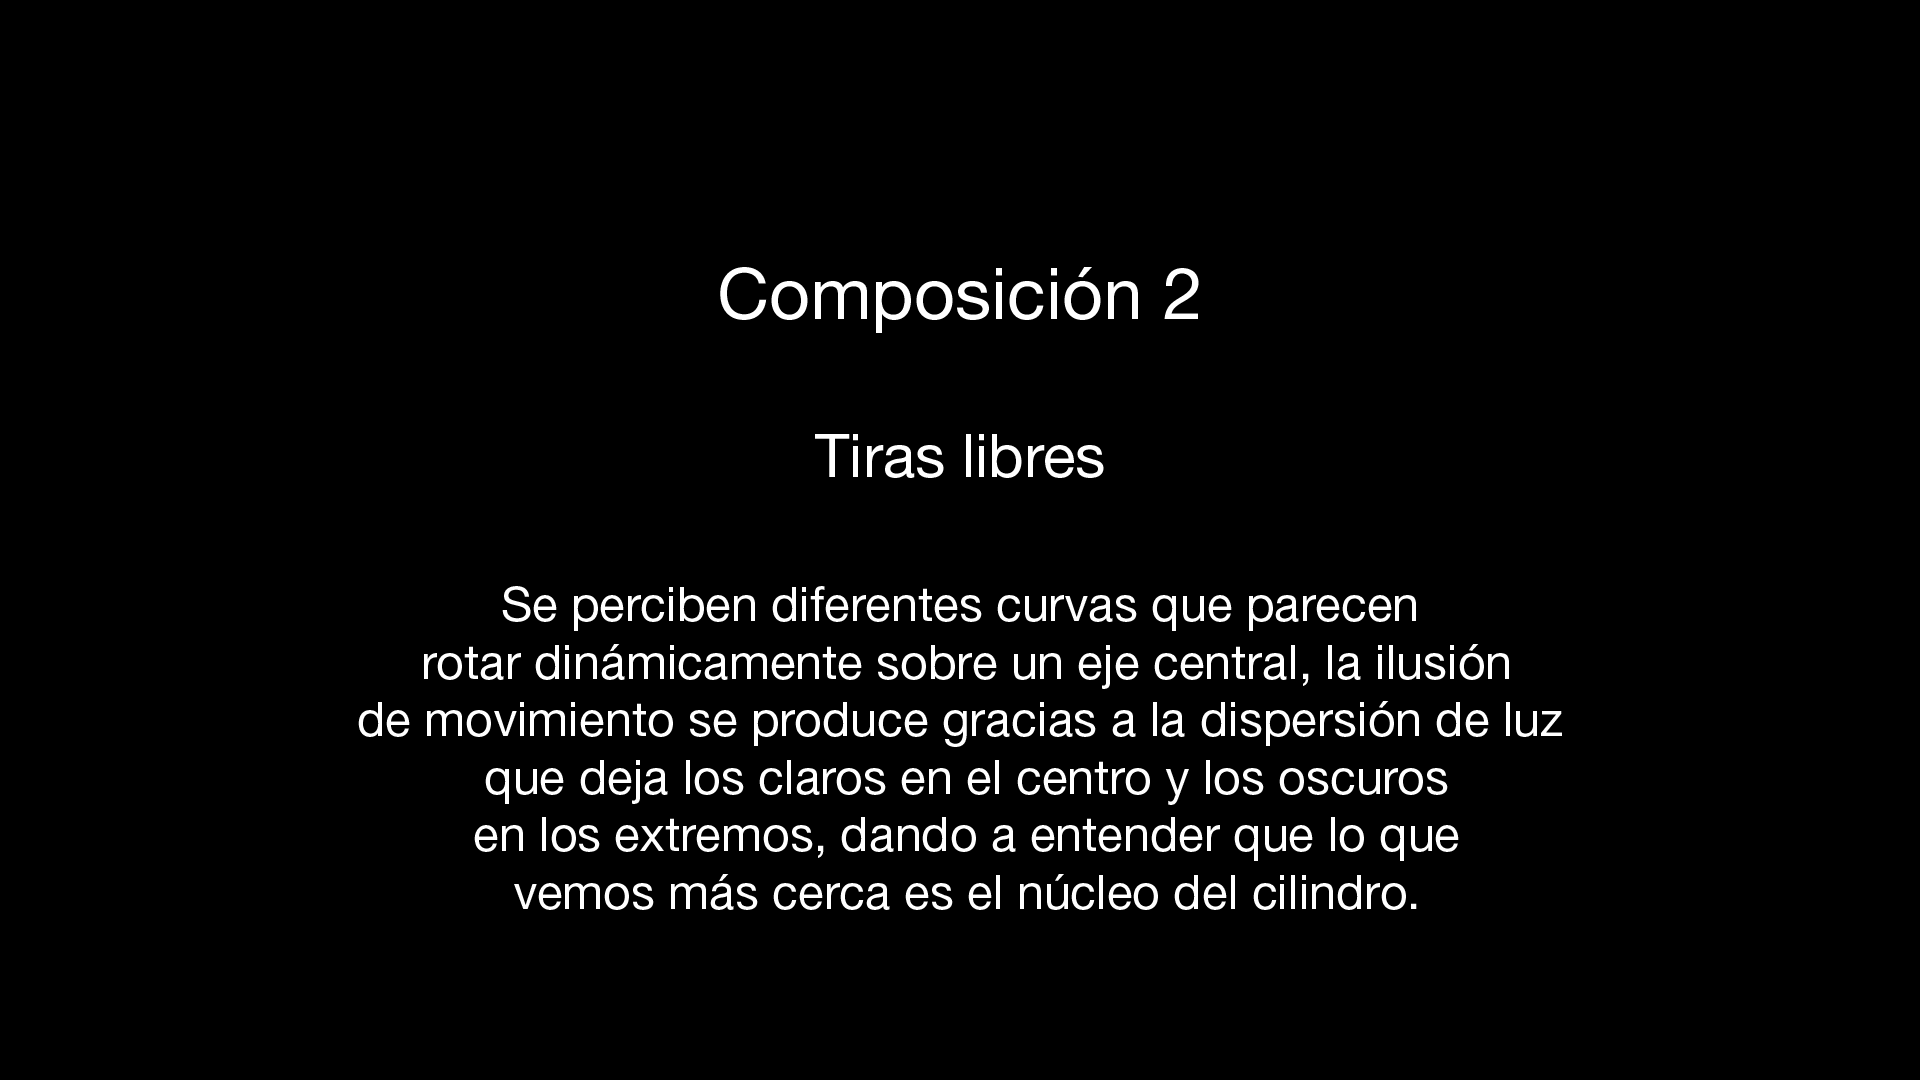 Composición 2
Tiras libres
Se perciben diferentes curvas que parecen
rotar dinámicamente sobre un eje central, la ilusión
de movimiento se produce gracias a la dispersión de luz
que deja los claros en el centro y los oscuros
en los extremos, dando a entender que lo que
vemos más cerca es el núcleo del cilindro.